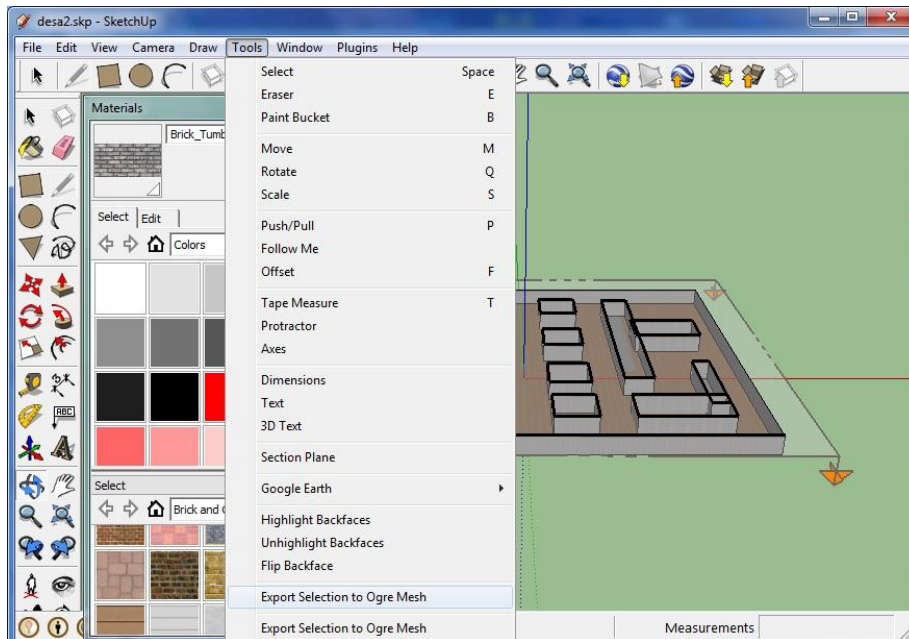 desa2.skp - SketchUp
File Edit View Camera Draw Tools Window Plugins Help
Materials
Brick_Tumb
Select Edit
Colors
Select
Brick and
ABC
Select Space
Eraser E
Paint Bucket B
Move M
Rotate Q
Scale S
Push/Pull P
Follow Me
Offset F
Tape Measure T
Protractor
Axes
Dimensions
Text
3D Text
Section Plane
Google Earth
Highlight Backfaces
Unhighlight Backfaces
Flip Backface
Export Selection to Ogre Mesh
Export Selection to Ogre Mesh
Measurements